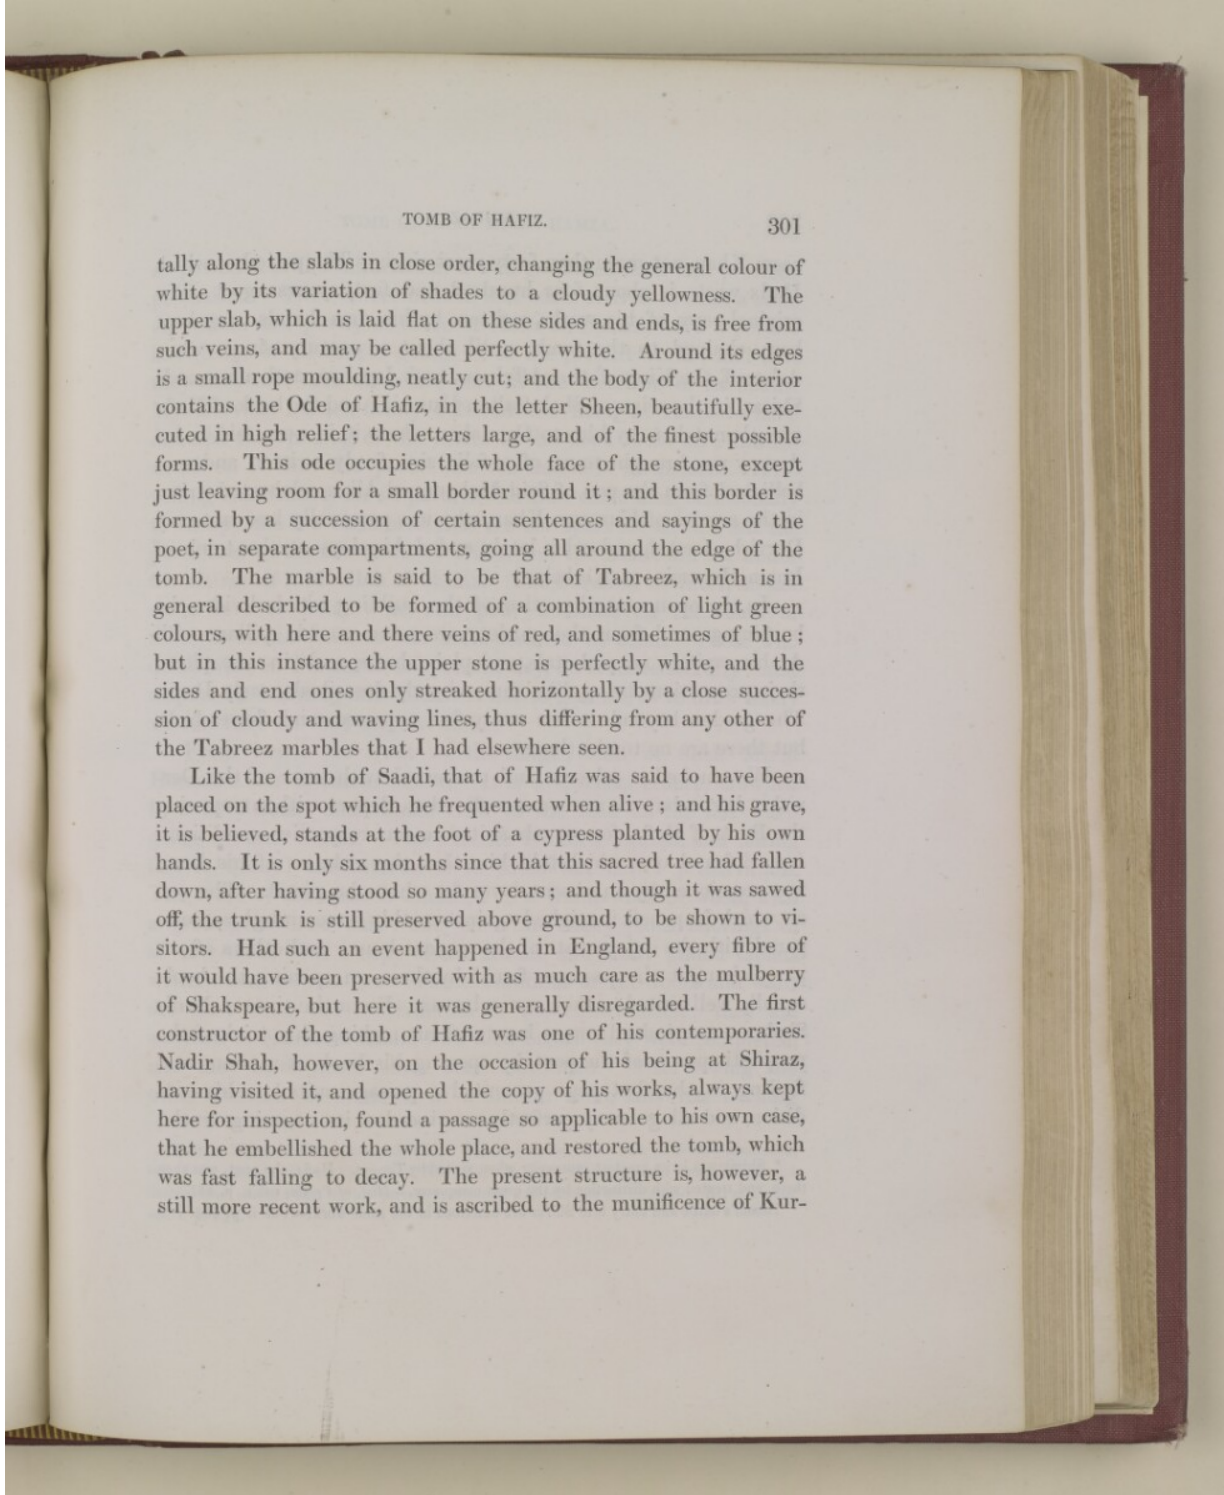 TOMB OF HAFIZ. 301
tally along the slabs in close order, changing the general colour of
white by its variation of shades to a cloudy yellowness. The
upper slab, which is laid flat on these sides and ends, is free from
such veins, and may be called perfectly white. Around its edges
is a small rope moulding, neatly cut; and the body of the interior
contains the Ode of Hafiz, in the letter Sheen, beautifully exe-
cuted in high relief; the letters large, and of the finest possible
forms. This ode occupies the whole face of the stone, except
just leaving room for a small border round it; and this border is
formed by a succession of certain sentences and sayings of the
poet, in separate compartments, going all around the edge of the
tomb. The marble is said to be that of Tabreez, which is in
general described to be formed of a combination of light green
colours, with here and there veins of red, and sometimes of blue;
but in this instance the upper stone is perfectly white, and the
sides and end ones only streaked horizontally by a close succes-
sion of cloudy and waving lines, thus differing from any other of
the Tabreez marbles that I had elsewhere seen.
Like the tomb of Saadi, that of Hafiz was said to have been
placed on the spot which he frequented when alive; and his grave,
it is believed, stands at the foot of a cypress planted by his own
hands. It is only six months since that this sacred tree had fallen
down, after having stood so many years; and though it was sawed
off, the trunk is still preserved above ground, to be shown to vi-
sitors. Had such an event happened in England, every fibre of
it would have been preserved with as much care as the mulberry
of Shakspeare, but here it was generally disregarded. The first
constructor of the tomb of Hafiz was one of his contemporaries.
Nadir Shah, however, on the occasion of his being at Shiraz,
having visited it, and opened the copy of his works, always kept
here for inspection, found a passage so applicable to his own case,
that he embellished the whole place, and restored the tomb, which
was fast falling to decay. The present structure is, however, a
still more recent work, and is ascribed to the munificence of Kur-